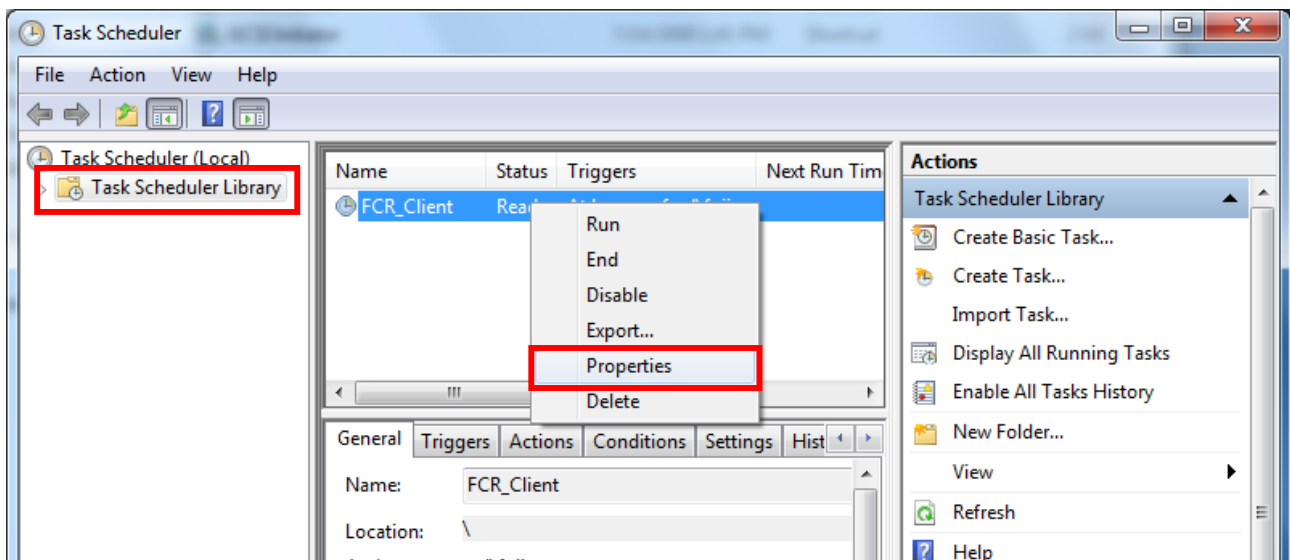 Task Scheduler
File Action View Help
Task Scheduler (Local)
Task Scheduler Library
Name Status Triggers Next Run Tim
FCR_Client
Run
End
Disable
Export...
Properties
Delete
General Triggers Actions Conditions Settings Hist
Name: FCR_Client
Location: \
Actions
Task Scheduler Library
Create Basic Task...
Create Task...
Import Task...
Display All Running Tasks
Enable All Tasks History
New Folder...
View
Refresh
Help